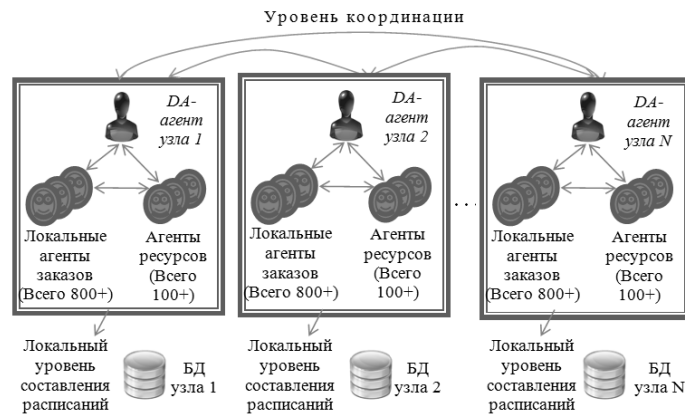 Уровень координации
DA-
агент
узла 1
Локальные
агенты
заказов
(Всего 800+)
Агенты
ресурсов
(Всего
100+)
DA-
агент
узла 2
Локальные
агенты
заказов
(Всего 800+)
Агенты
ресурсов
(Всего
100+)
. . .
DA-
агент
узла N
Локальные
агенты
заказов
(Всего 800+)
Агенты
ресурсов
(Всего
100+)
Локальный
уровень
составления
расписаний
БД
узла 1
Локальный
уровень
составления
расписаний
БД
узла 2
Локальный
уровень
составления
расписаний
БД
узла N